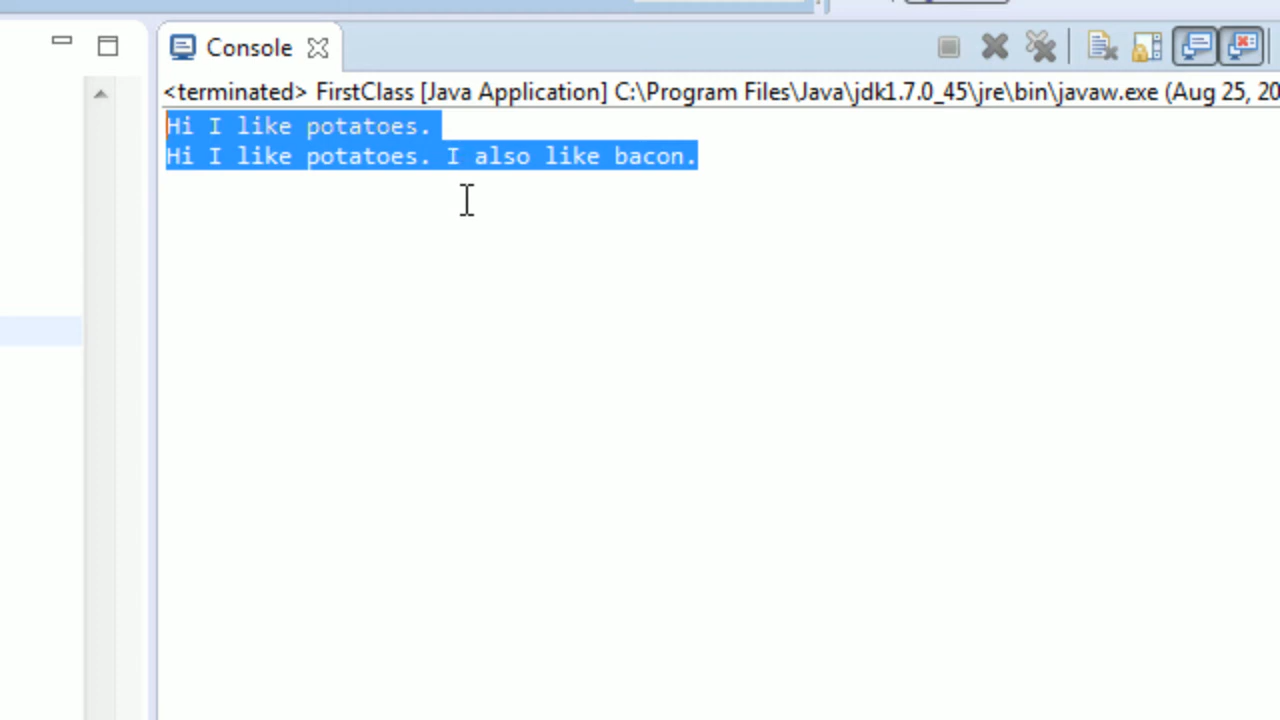 Console
<terminated> FirstClass [Java Application] C:\Program Files\Java\jdk1.7.0_45\jre\bin\javaw.exe (Aug 25, 20
Hi I like potatoes.
Hi I like potatoes. I also like bacon.